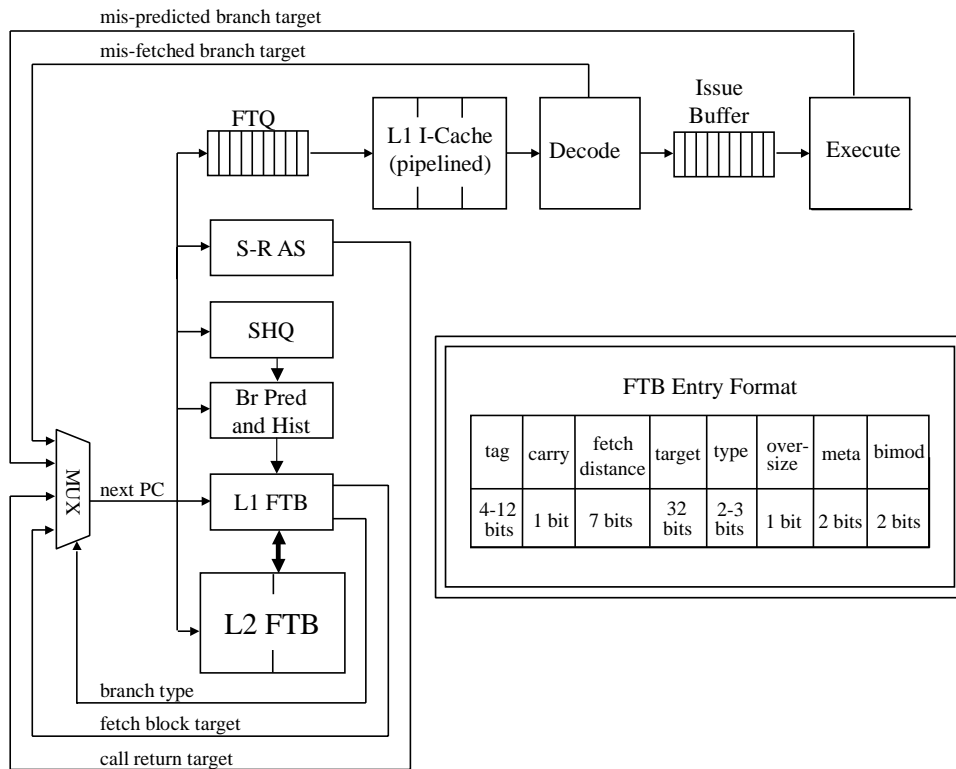 mis-predicted branch target
mis-fetched branch target
FTQ
L1 I-Cache
(pipelined)
Decode
Issue
Buffer
Execute
S-R AS
SHQ
Br Pred
and Hist
MUX
next PC
L1 FTB
L2 FTB
branch type
fetch block target
call return target
FTB Entry Format
tag
carry
fetch
distance
target
type
over-
size
meta
bimod
4-12
bits
1 bit
7 bits
32
bits
2-3
bits
1 bit
2 bits
2 bits